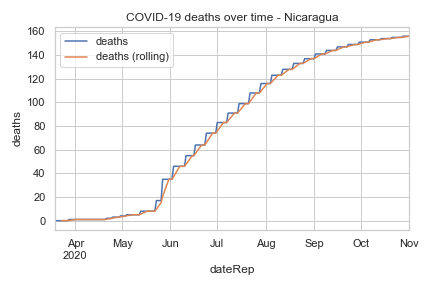 COVID-19 deaths over time - Nicaragua
deaths
deaths (rolling)
160
140
120
100
80
60
40
20
0
deaths
Apr May Jun Jul Aug Sep Oct Nov
2020
dateRep